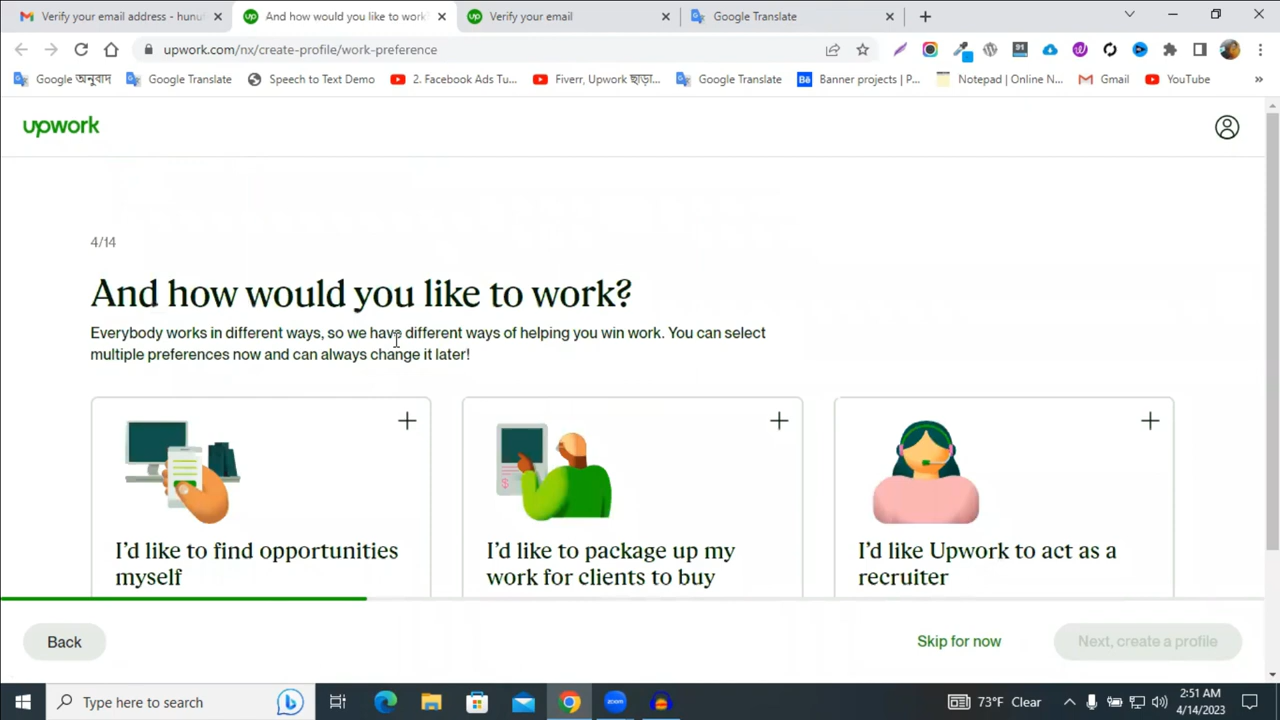 Verify your email address - hunu
And how would you like to work?
Verify your email
Google Translate
upwork.com/nx/create-profile/work-preference
Google অনুবাদ
Google Translate
Speech to Text Demo
2. Facebook Ads Tu...
Fiverr, Upwork ছাড়া...
Google Translate
Banner projects | P...
Notepad | Online N...
Gmail
YouTube
upwork
4/14
And how would you like to work?
Everybody works in different ways, so we have different ways of helping you win work. You can select
multiple preferences now and can always change it later!
I'd like to find opportunities
myself
I'd like to package up my
work for clients to buy
I'd like Upwork to act as a
recruiter
Back
Skip for now
Next, create a profile
Type here to search
zoom
73°F Clear
2:51 AM
4/14/2023